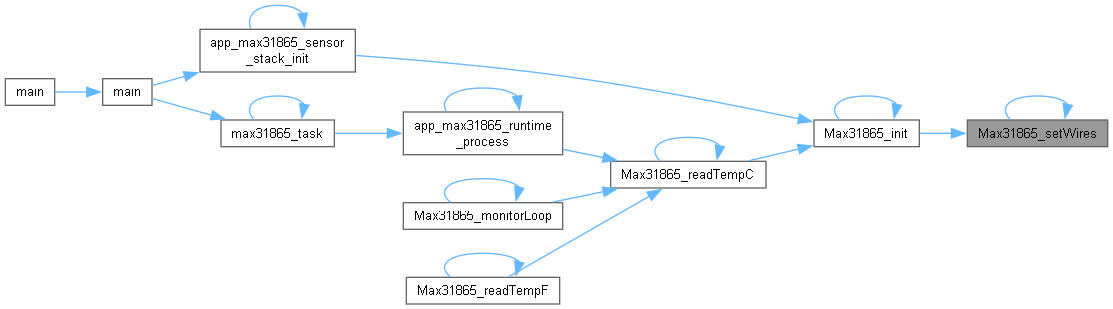 app_max31865_sensor
_stack_init
main
main
max31865_task
app_max31865_runtime
_process
Max31865_init
Max31865_setWires
Max31865_readTempC
Max31865_monitorLoop
Max31865_readTempF